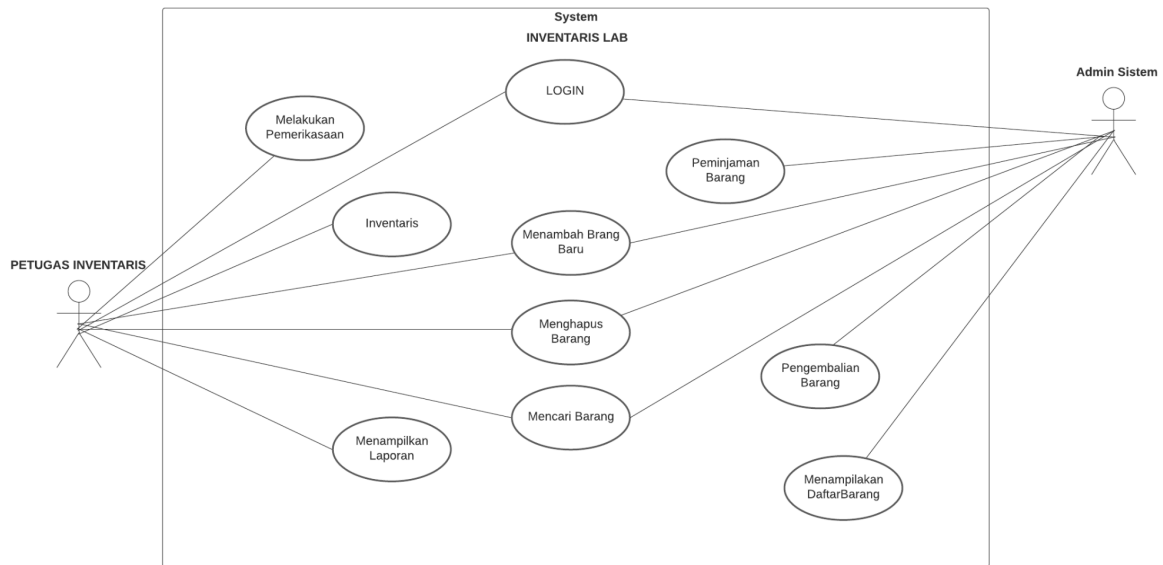 System
INVENTARIS LAB
Admin Sistem
LOGIN
Melakukan
Pemerikasaan
Peminjaman
Barang
Inventaris
Menambah Brang
Baru
PETUGAS INVENTARIS
Menghapus
Barang
Pengembalian
Barang
Mencari Barang
Menampilkan
Laporan
Menampilakan
DaftarBarang